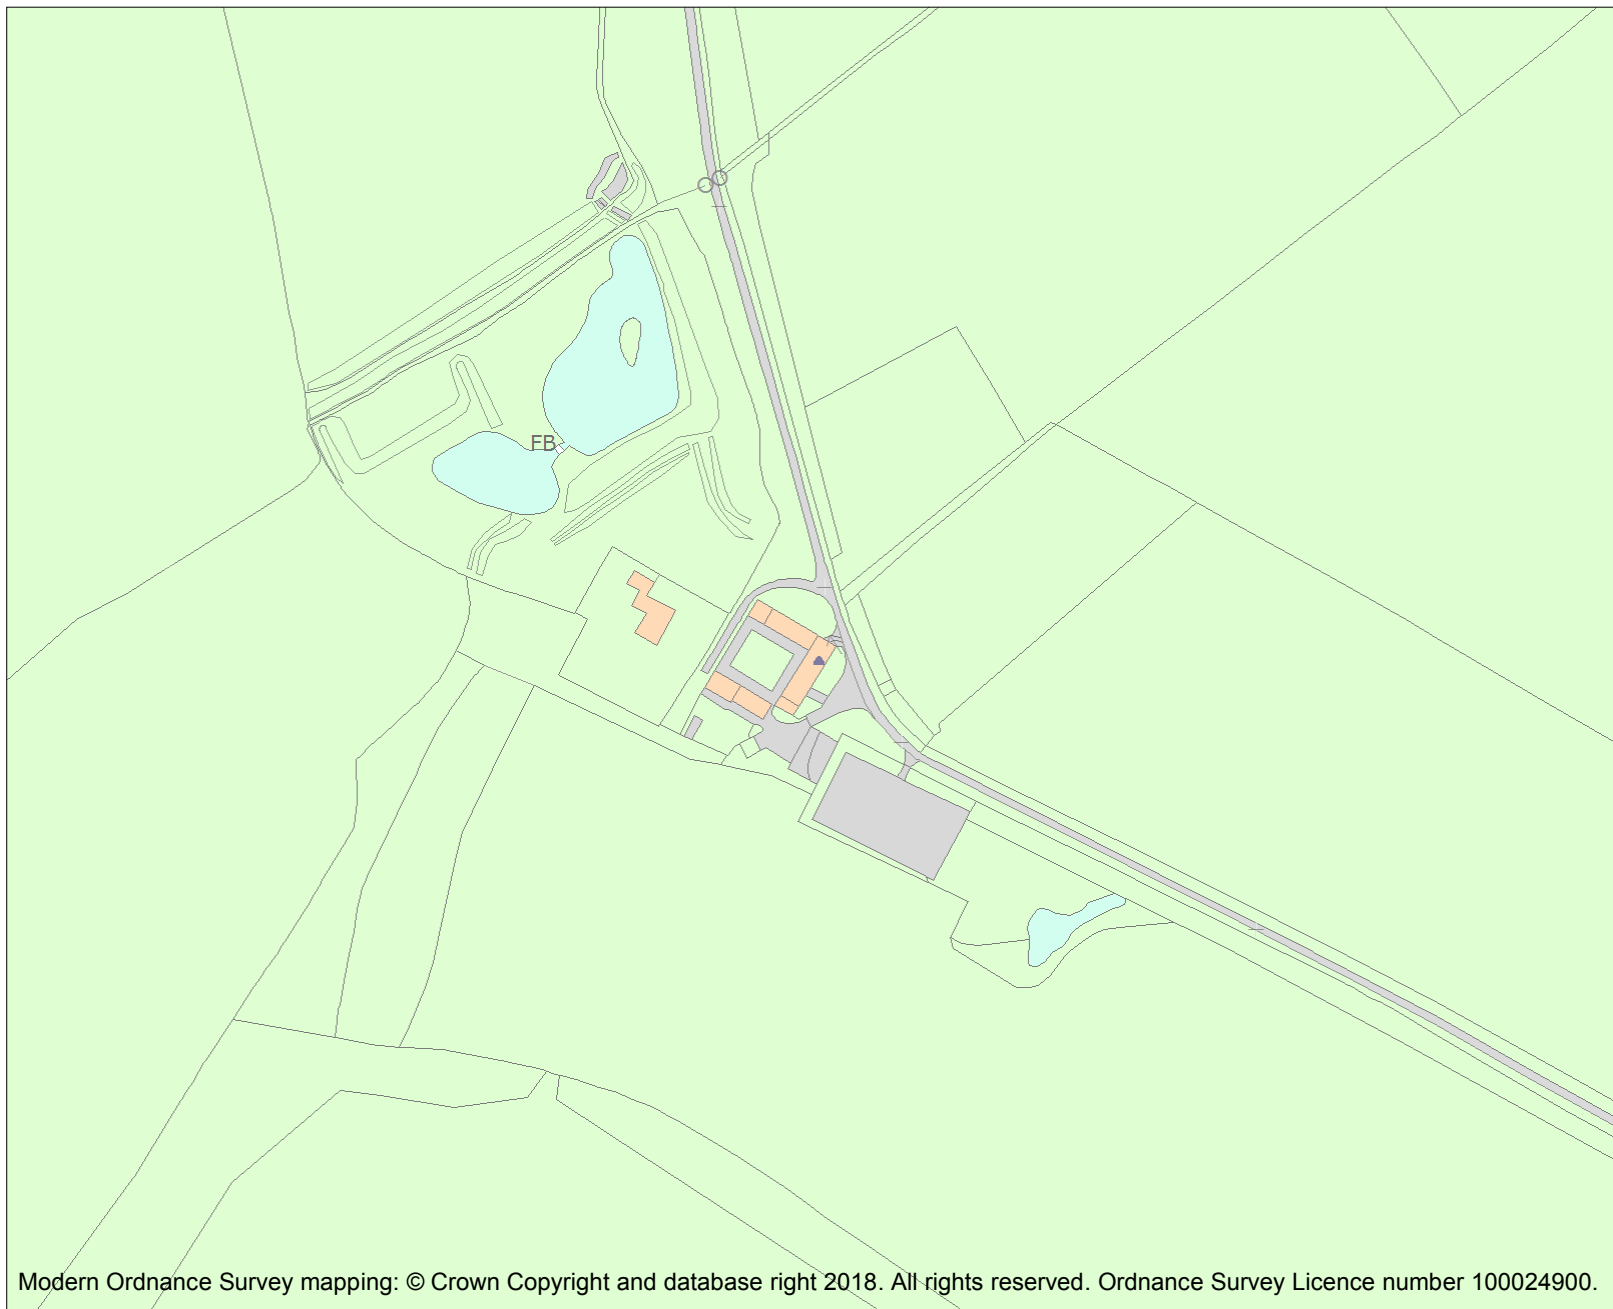 FB
Modern Ordnance Survey mapping: © Crown Copyright and database right 2018. All rights reserved. Ordnance Survey Licence number 100024900.